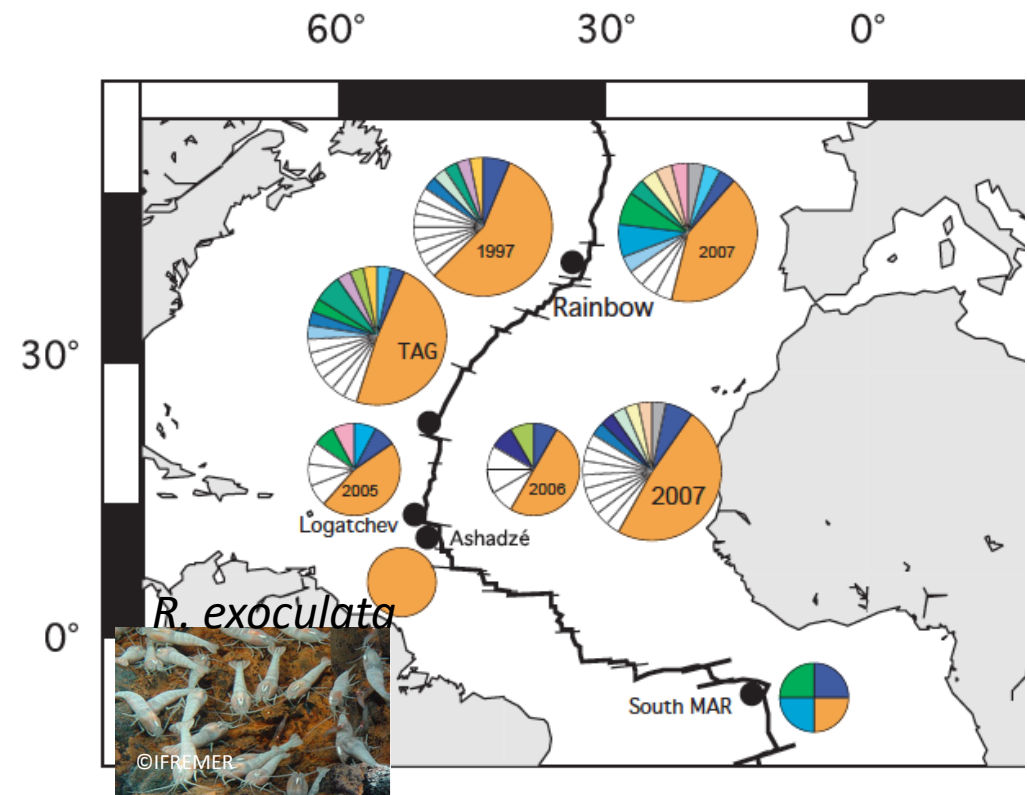 60° 30° 0°
1997
2007
Rainbow
30°
TAG
2005
2006
2007
Logatchev
Ashadzé
R. exoculata
0°
South MAR
©IFREMER